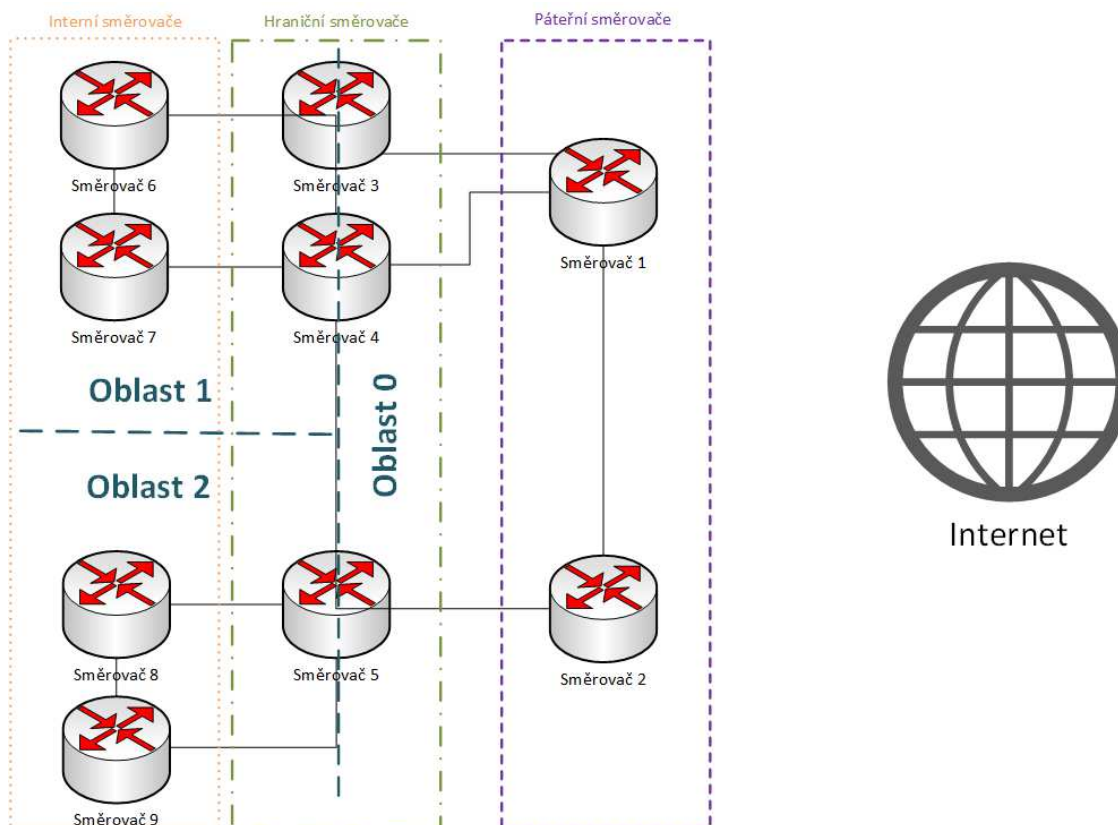 Interní směrovače
Hraniční směrovače
Páteřní směrovače
Směrovač 6
Směrovač 3
Směrovač 1
Směrovač 7
Směrovač 4
Oblast 1
Oblast 0
Oblast 2
Internet
Směrovač 8
Směrovač 5
Směrovač 2
Směrovač 9